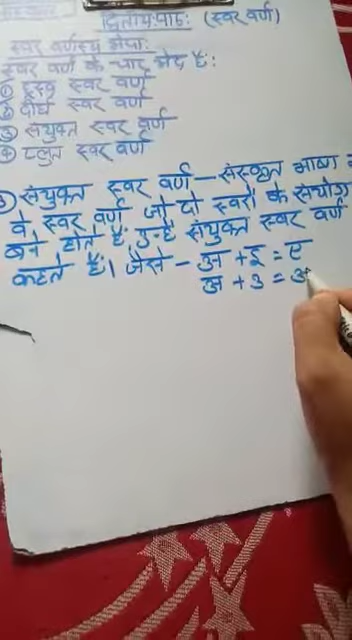 द्वितीयः पाठः (स्वर वर्ण)
स्वर वर्णस्य भेदाः
स्वर वर्ण के चार भेद हैं:
① ह्रस्व स्वर वर्ण
② दीर्घ स्वर वर्ण
③ संयुक्त स्वर वर्ण
④ प्लुत स्वर वर्ण
③ संयुक्त स्वर वर्ण - संस्कृत भाषा
वे स्वर वर्ण जो दो स्वरों के संयोग
बने होते हैं, उन्हें संयुक्त स्वर वर्ण
कहते हैं। जैसे - अ + इ = ए
अ + उ =